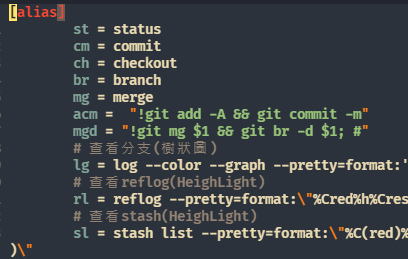 [alias]
st = status
cm = commit
ch = checkout
br = branch
mg = merge
acm =  "!git add -A && git commit -m"
mgd = "!git mg $1 && git br -d $1; #"
# 查看分支(樹狀圖)
lg = log --color --graph --pretty=format:'
# 查看reflog(HeighLight)
rl = reflog --pretty=format:\"%Cred%h%Cres
# 查看stash(HeighLight)
sl = stash list --pretty=format:\"%C(red)%
)\"